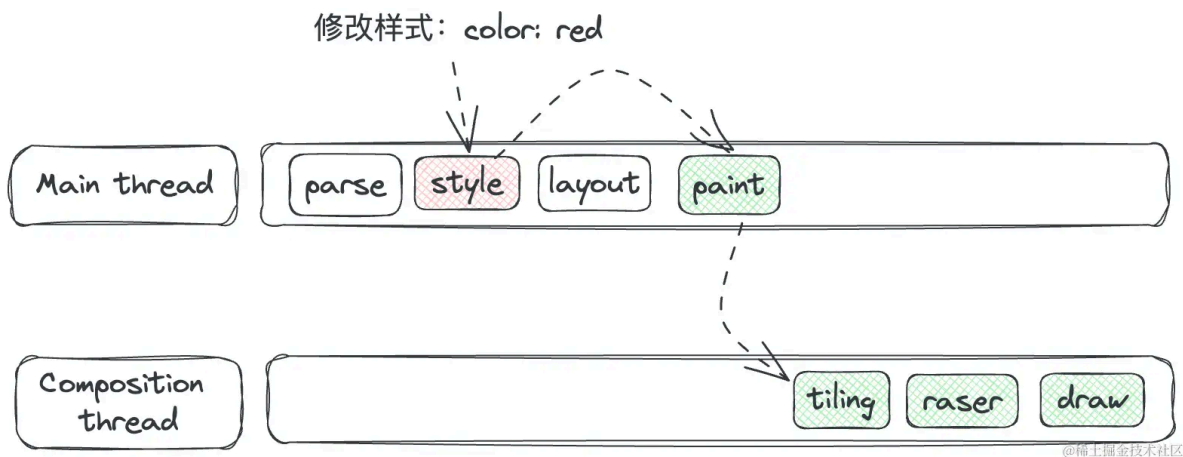 修改样式：color: red
Main thread
parse
style
layout
paint
Composition
thread
tiling
raser
draw
@稀土掘金技术社区